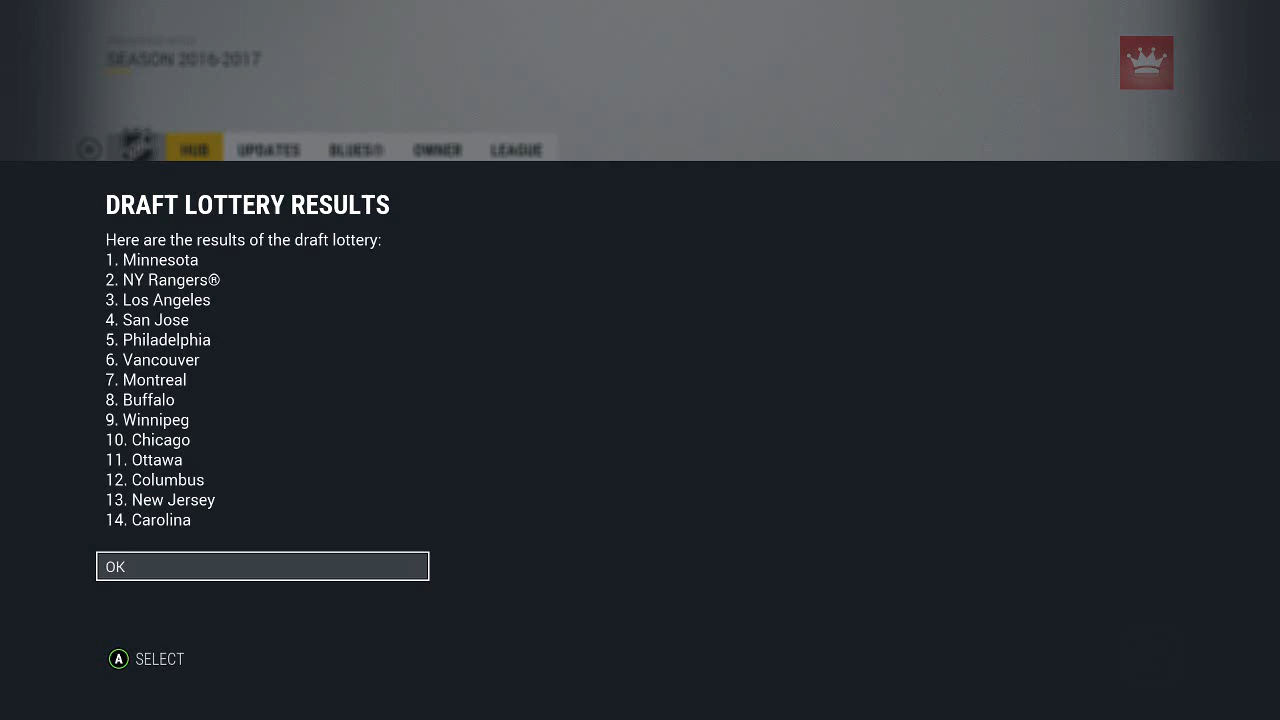 SEASON 2016-2017
HUB UPDATES BLUES® OWNER LEAGUE
DRAFT LOTTERY RESULTS
Here are the results of the draft lottery:
1. Minnesota
2. NY Rangers®
3. Los Angeles
4. San Jose
5. Philadelphia
6. Vancouver
7. Montreal
8. Buffalo
9. Winnipeg
10. Chicago
11. Ottawa
12. Columbus
13. New Jersey
14. Carolina
OK
A SELECT